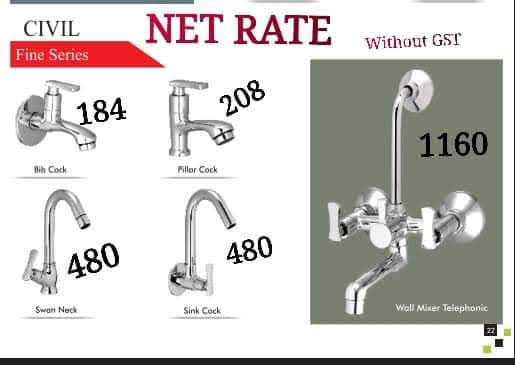 CIVIL
NET RATE
Without GST
Fine Series
184
208
1160
Bib Cock
Pillar Cock
480
480
Swan Neck
Sink Cock
Wall Mixer Telephonic
22